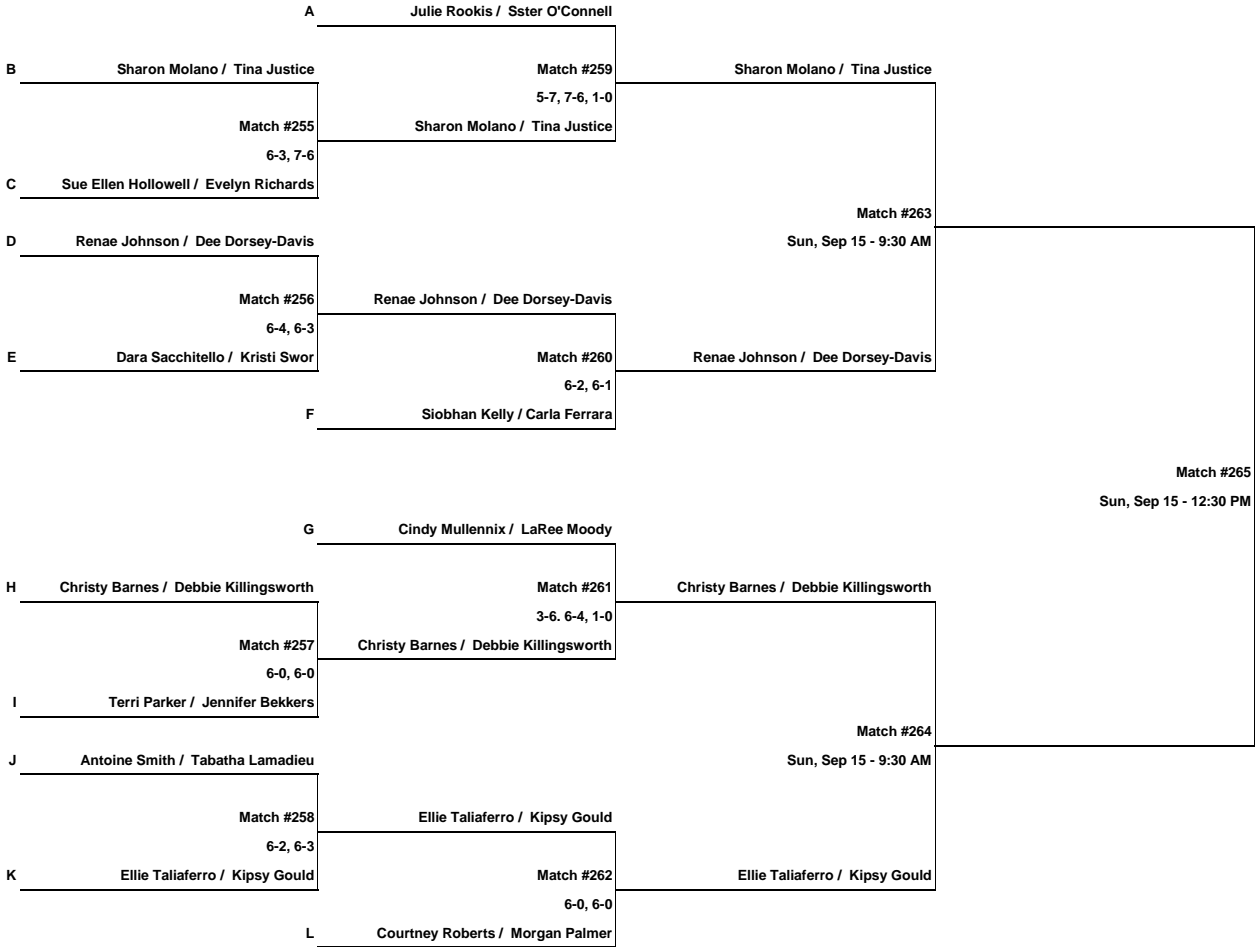 A Julie Rookis /  Sster O'Connell
B Sharon Molano /  Tina Justice Match #259 Sharon Molano /  Tina Justice
5-7, 7-6, 1-0
Match #255 Sharon Molano /  Tina Justice
6-3, 7-6
C Sue Ellen Hollowell /  Evelyn Richards
Match #263
D Renae Johnson /  Dee Dorsey-Davis Sun, Sep 15 - 9:30 AM
Match #256 Renae Johnson /  Dee Dorsey-Davis
6-4, 6-3
E Dara Sacchitello /  Kristi Swor Match #260 Renae Johnson /  Dee Dorsey-Davis
6-2, 6-1
F Siobhan Kelly / Carla Ferrara
Match #265
Sun, Sep 15 - 12:30 PM
G Cindy Mullennix /  LaRee Moody
H Christy Barnes /  Debbie Killingsworth Match #261 Christy Barnes /  Debbie Killingsworth
3-6. 6-4, 1-0
Match #257 Christy Barnes /  Debbie Killingsworth
6-0, 6-0
I Terri Parker /  Jennifer Bekkers
Match #264
J Antoine Smith /  Tabatha Lamadieu Sun, Sep 15 - 9:30 AM
Match #258 Ellie Taliaferro /  Kipsy Gould
6-2, 6-3
K Ellie Taliaferro /  Kipsy Gould Match #262 Ellie Taliaferro /  Kipsy Gould
6-0, 6-0
L Courtney Roberts /  Morgan Palmer